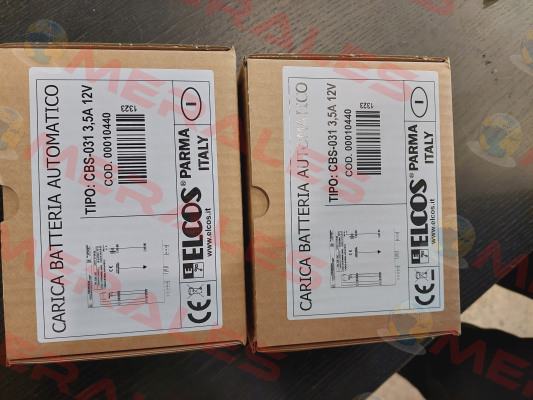 CARICA BATTERIA AUTOMATICO
TIPO: CBS-031 3,5A 12V
COD. 00010440
1323
I
ELCOS® PARMA
ITALY
www.elcos.it
CE
CARICA BATTERIA AUTOMATICO
TIPO: CBS-031 3,5A 12V
COD. 00010440
1323
I
ELCOS® PARMA
ITALY
www.elcos.it
CE